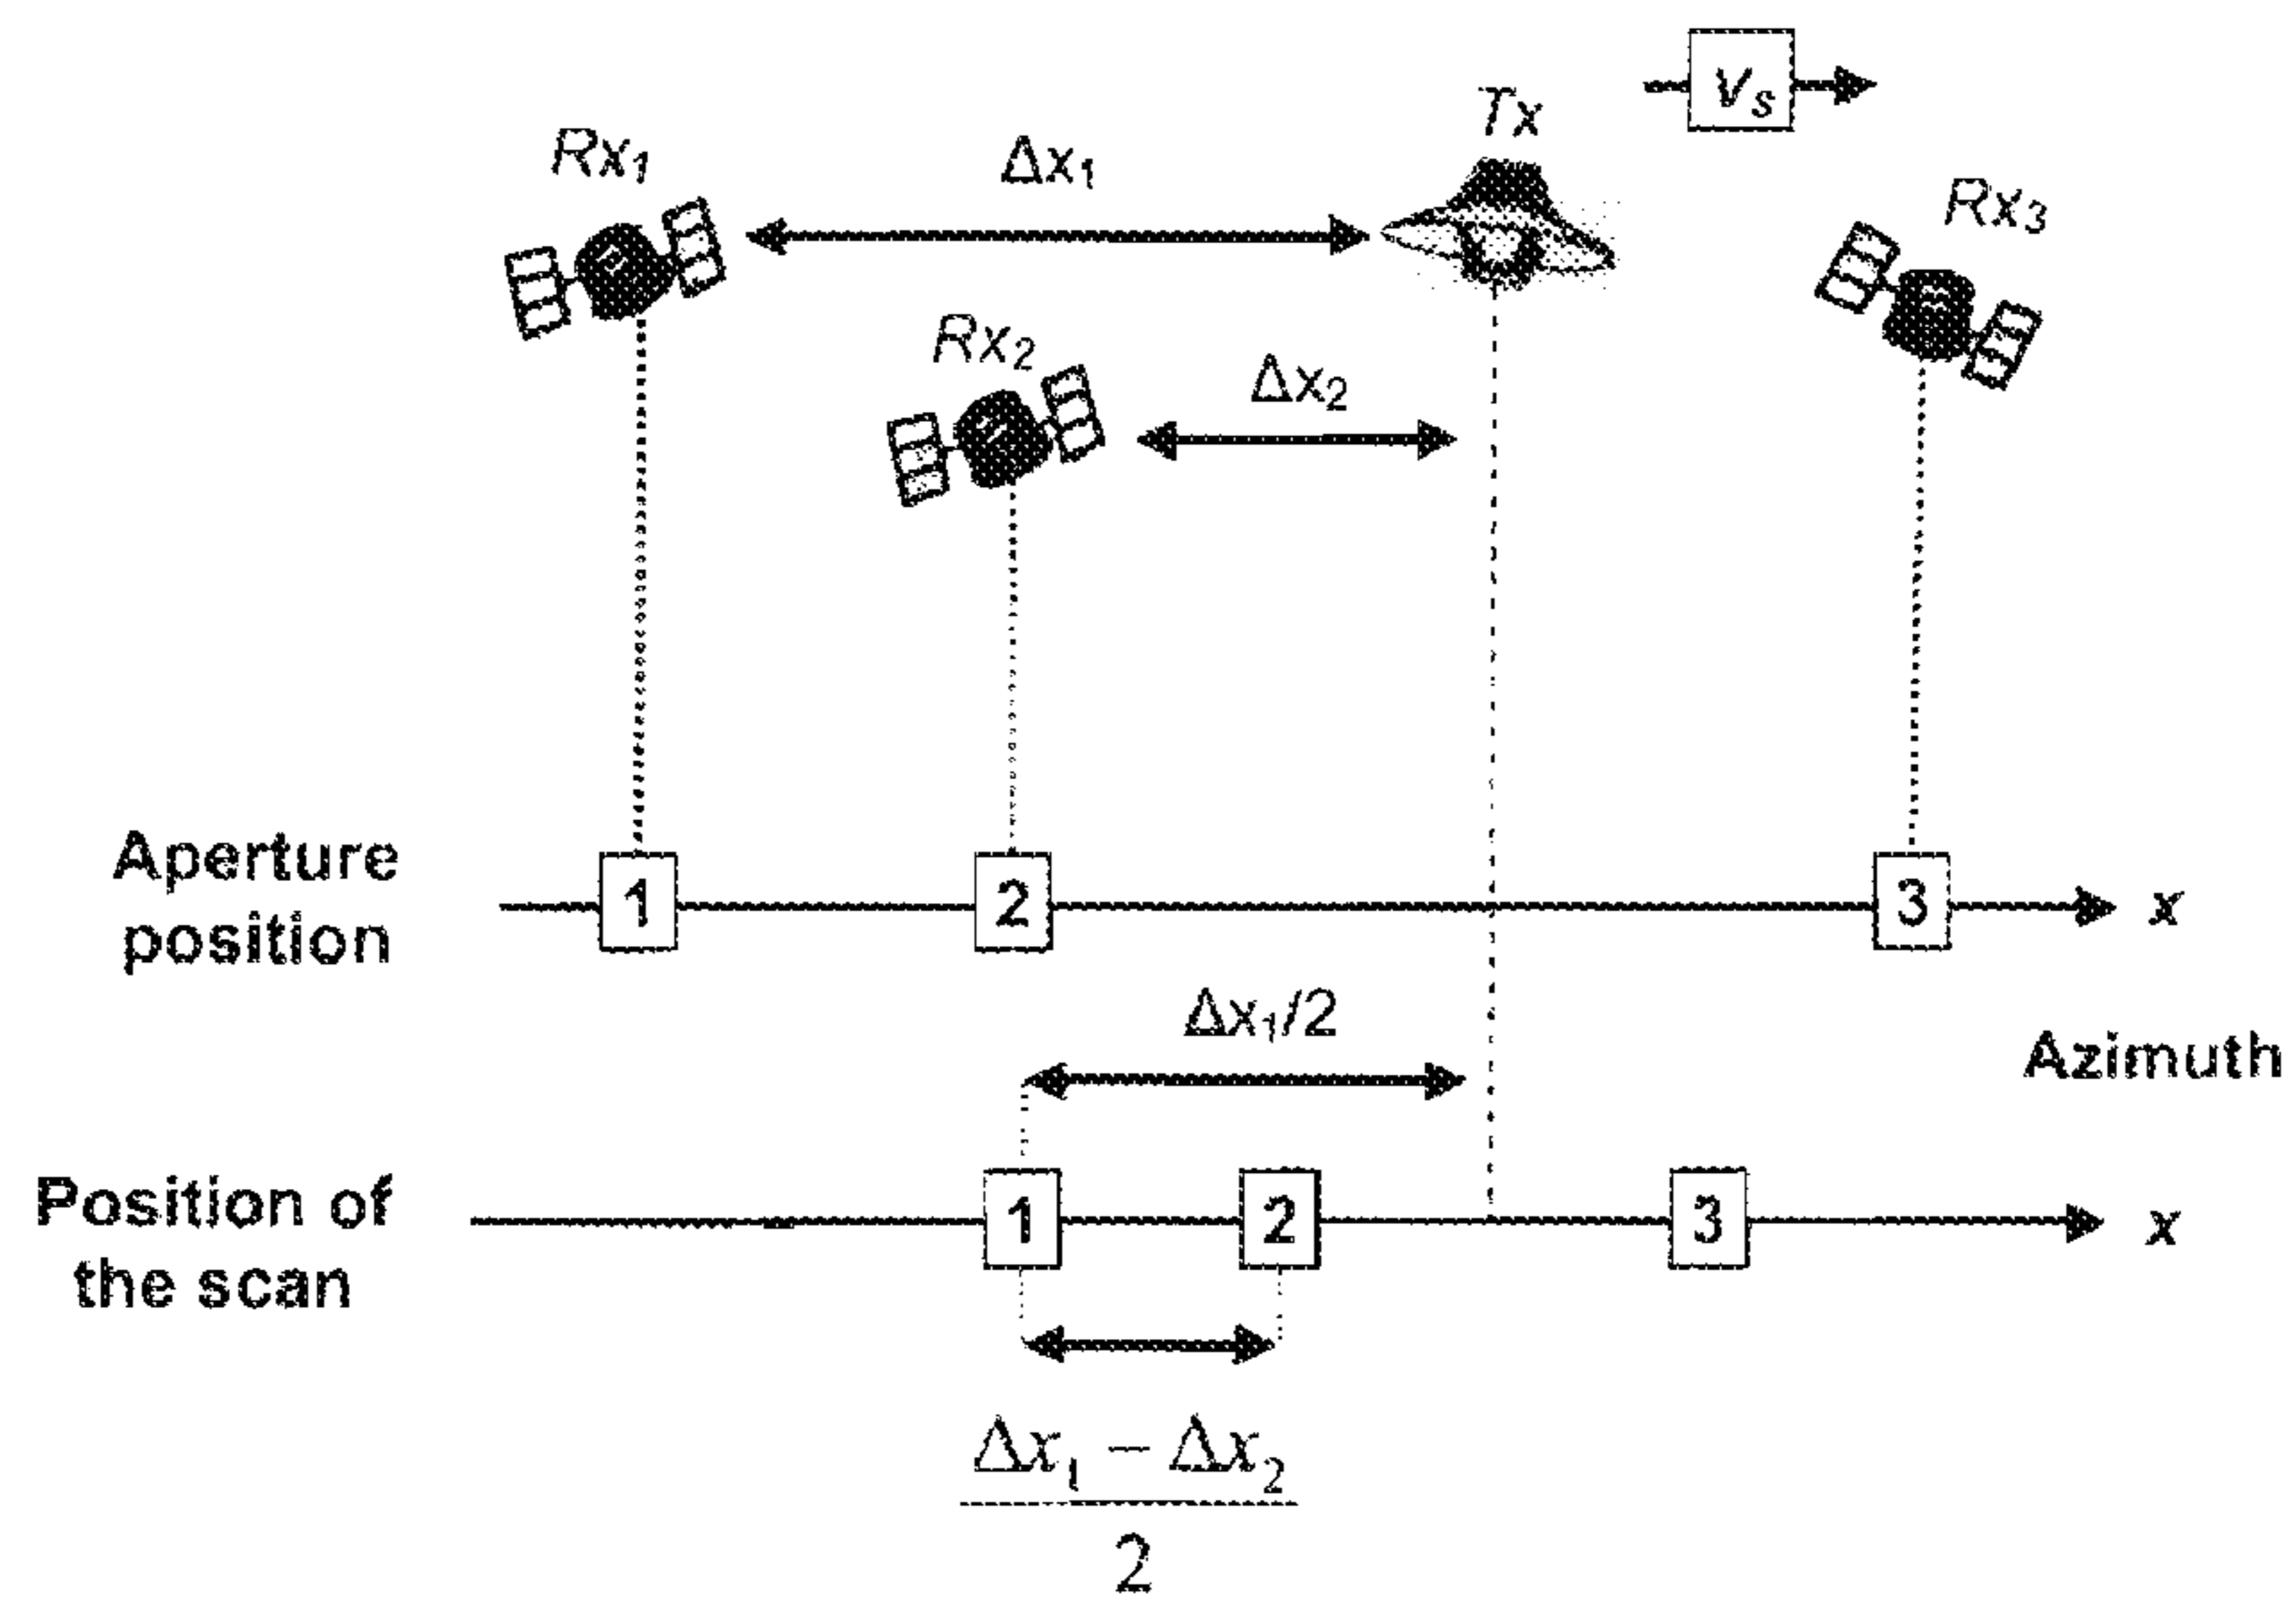 v_s
Tx
Rx₁
Δx₁
Rx₃
Rx₂
Δx₂
Aperture
position
1
2
3
x
Δx₁/2
Azimuth
Position of
the scan
1
2
3
x
Δx₁ − Δx₂
2